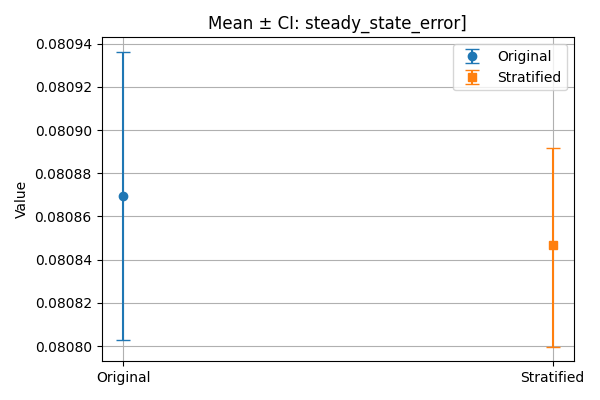 Mean ± CI: steady_state_error]
Value
0.08094
0.08092
0.08090
0.08088
0.08086
0.08084
0.08082
0.08080
Original
Stratified
Original
Stratified